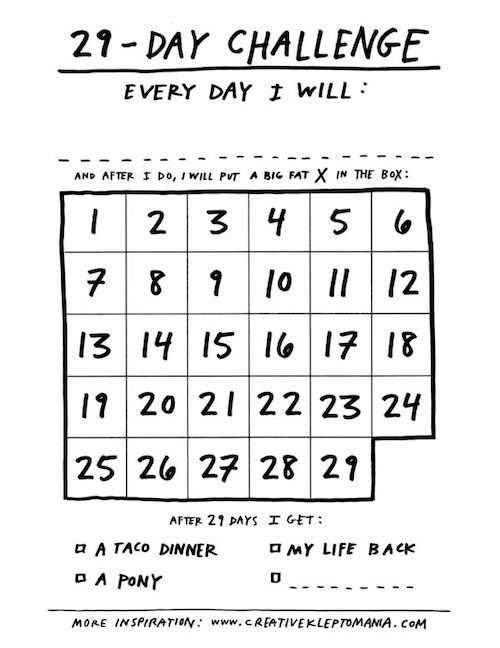 29-DAY CHALLENGE
EVERY DAY I WILL:
AND AFTER I DO, I WILL PUT A BIG FAT X IN THE BOX:
1 2 3 4 5 6
7 8 9 10 11 12
13 14 15 16 17 18
19 20 21 22 23 24
25 26 27 28 29
AFTER 29 DAYS I GET:
A TACO DINNER MY LIFE BACK
A PONY
MORE INSPIRATION: WWW.CREATIVEKLEPTOMANIA.COM